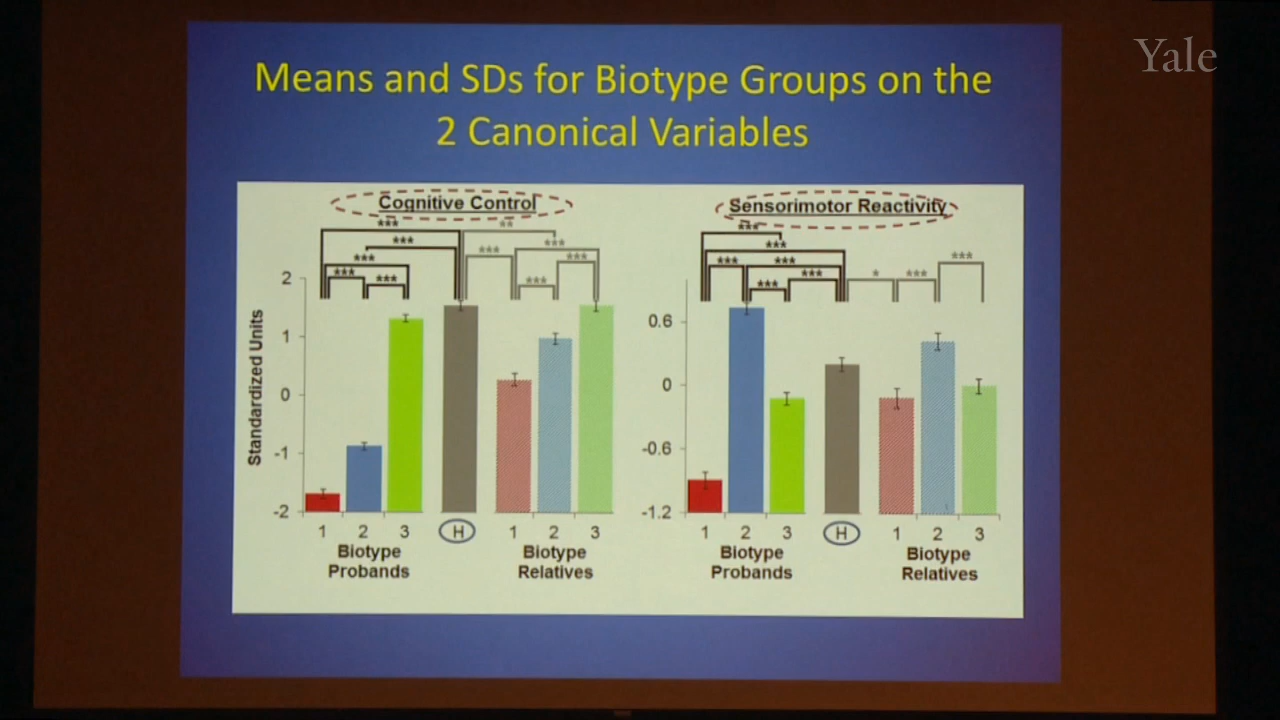 Yale
Means and SDs for Biotype Groups on the
2 Canonical Variables
Cognitive Control
*** **
*** *** ***
*** ***
*** *** ***
2
1
0
-1
-2
Standardized Units
1 2 3 H 1 2 3
Biotype Probands
Biotype Relatives
Sensorimotor Reactivity
***
***
*** *** ***
*** * ***
***
0.6
0
-0.6
-1.2
1 2 3 H 1 2 3
Biotype Probands
Biotype Relatives